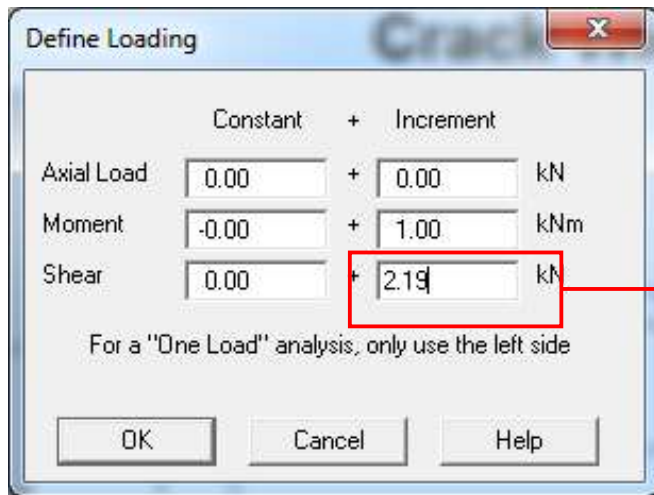 Define Loading
Constant + Increment
Axial Load 0.00 + 0.00 kN
Moment -0.00 + 1.00 kNm
Shear 0.00 + 2.19 kN
For a "One Load" analysis, only use the left side
OK Cancel Help